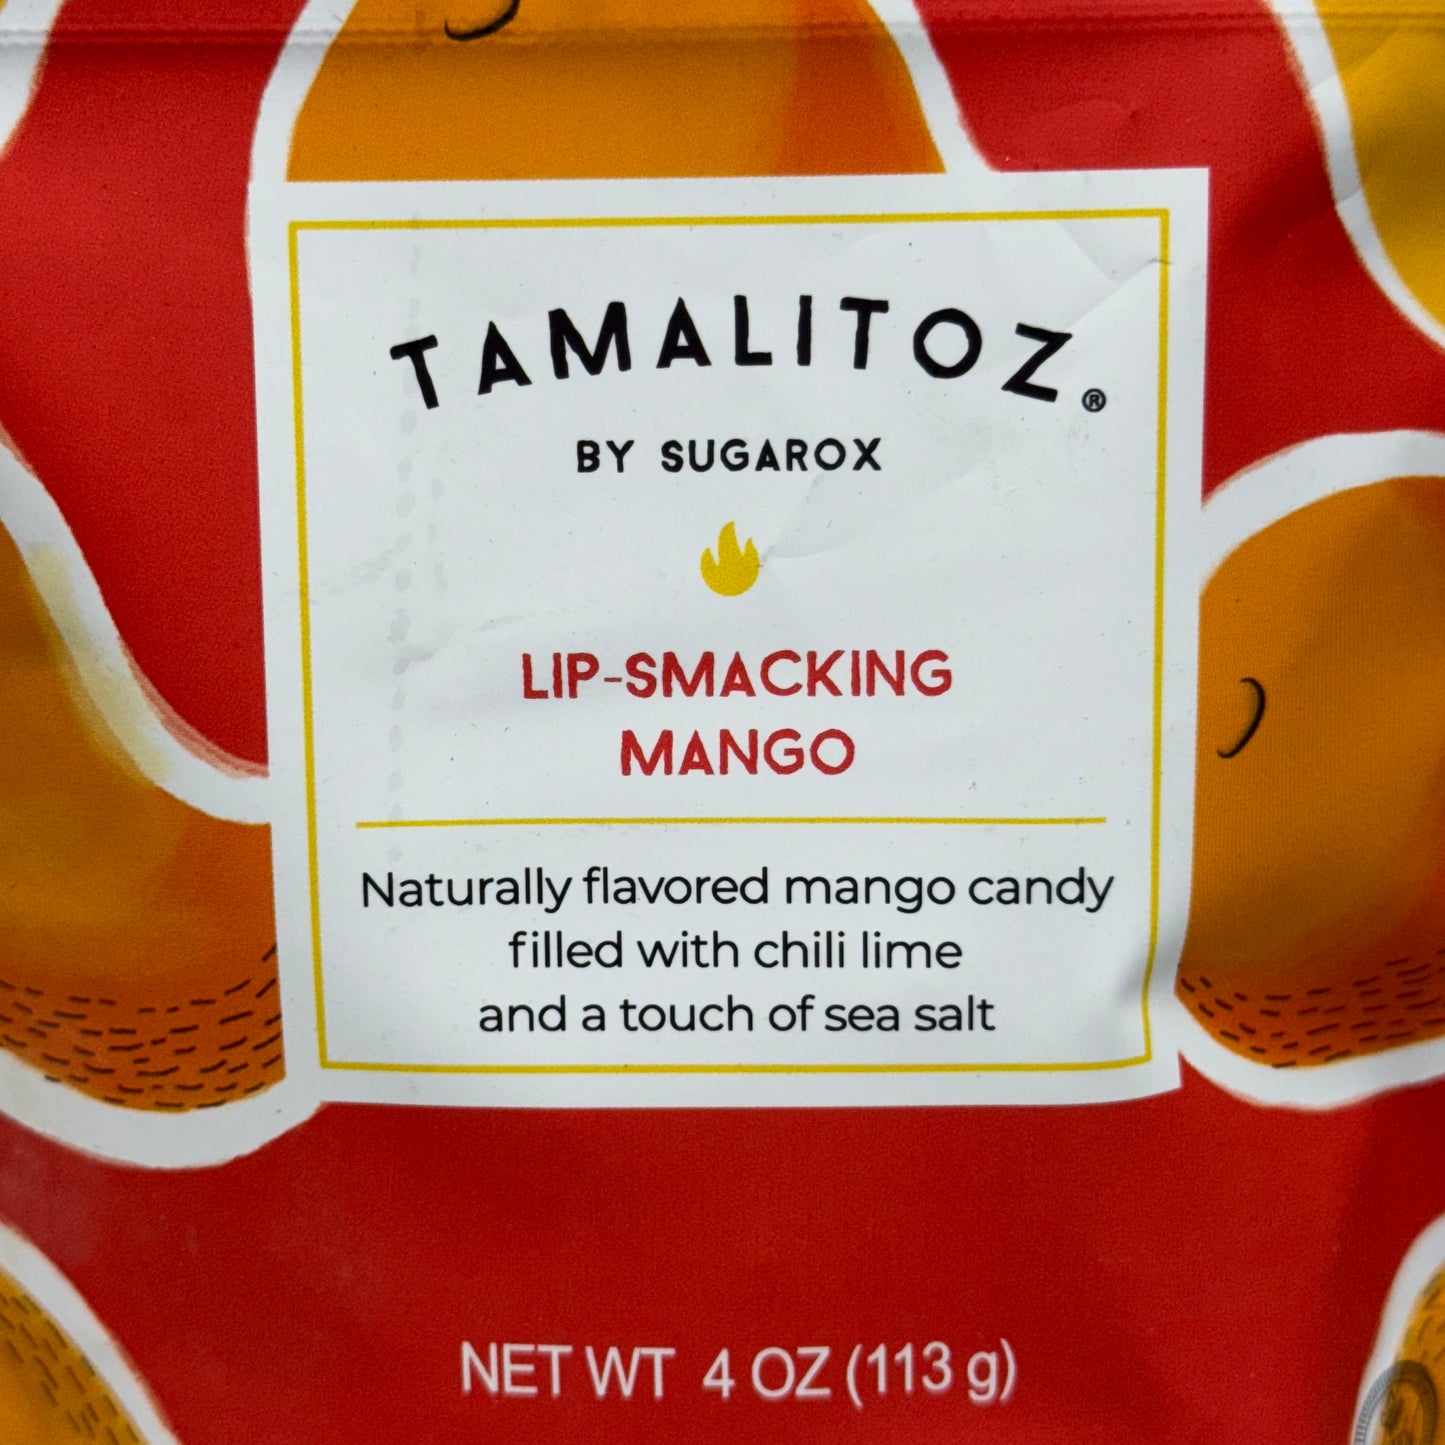 TAMALITOZ®
BY SUGAROX
LIP-SMACKING
MANGO
Naturally flavored mango candy
filled with chili lime
and a touch of sea salt
NET WT 4 OZ (113 g)